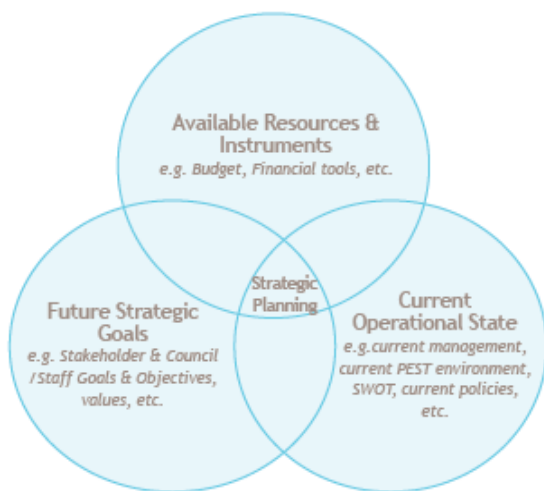 Available Resources &
Instruments
e.g. Budget, Financial tools, etc.
Strategic
Planning
Future Strategic
Goals
e.g. Stakeholder & Council
/Staff Goals & Objectives,
values, etc.
Current
Operational State
e.g.current management,
current PEST environment,
SWOT, current policies,
etc.